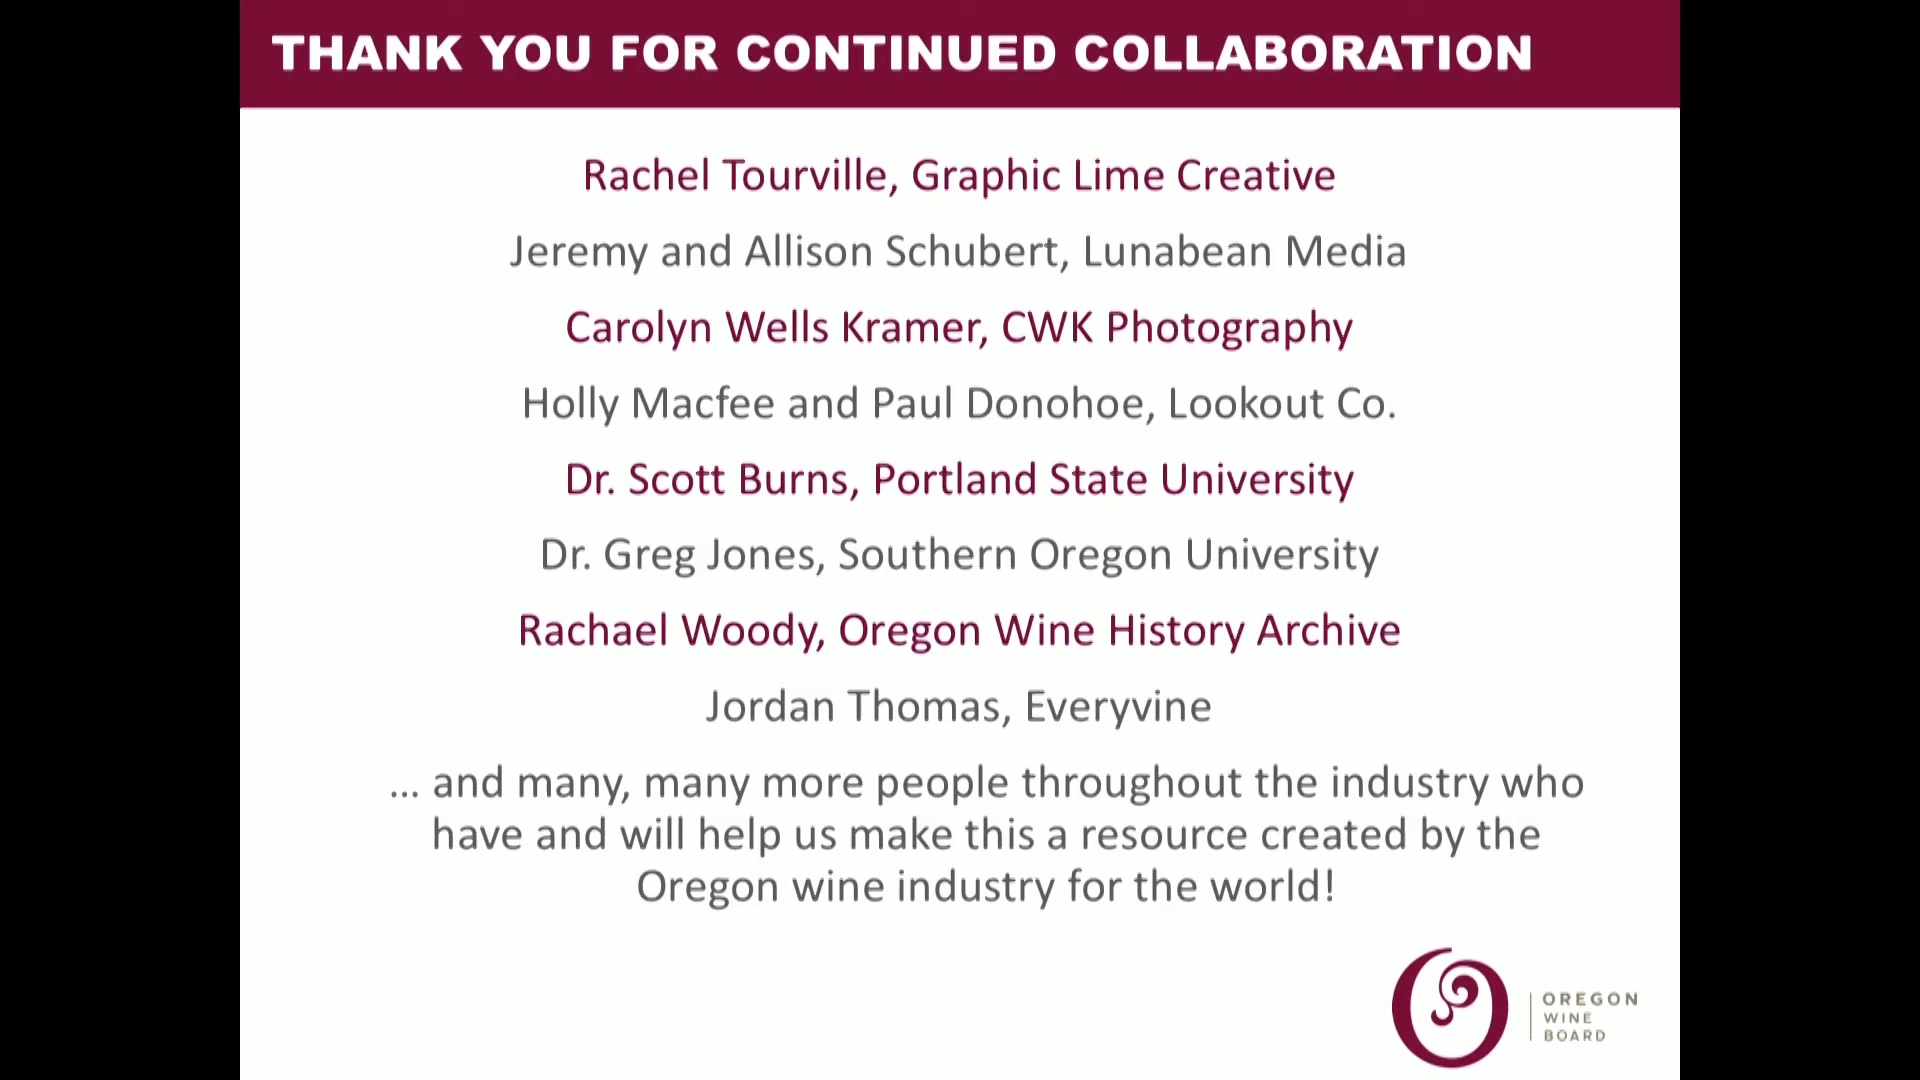 THANK YOU FOR CONTINUED COLLABORATION
Rachel Tourville, Graphic Lime Creative
Jeremy and Allison Schubert, Lunabean Media
Carolyn Wells Kramer, CWK Photography
Holly Macfee and Paul Donohoe, Lookout Co.
Dr. Scott Burns, Portland State University
Dr. Greg Jones, Southern Oregon University
Rachael Woody, Oregon Wine History Archive
Jordan Thomas, Everyvine
... and many, many more people throughout the industry who
have and will help us make this a resource created by the
Oregon wine industry for the world!
OREGON
WINE
BOARD